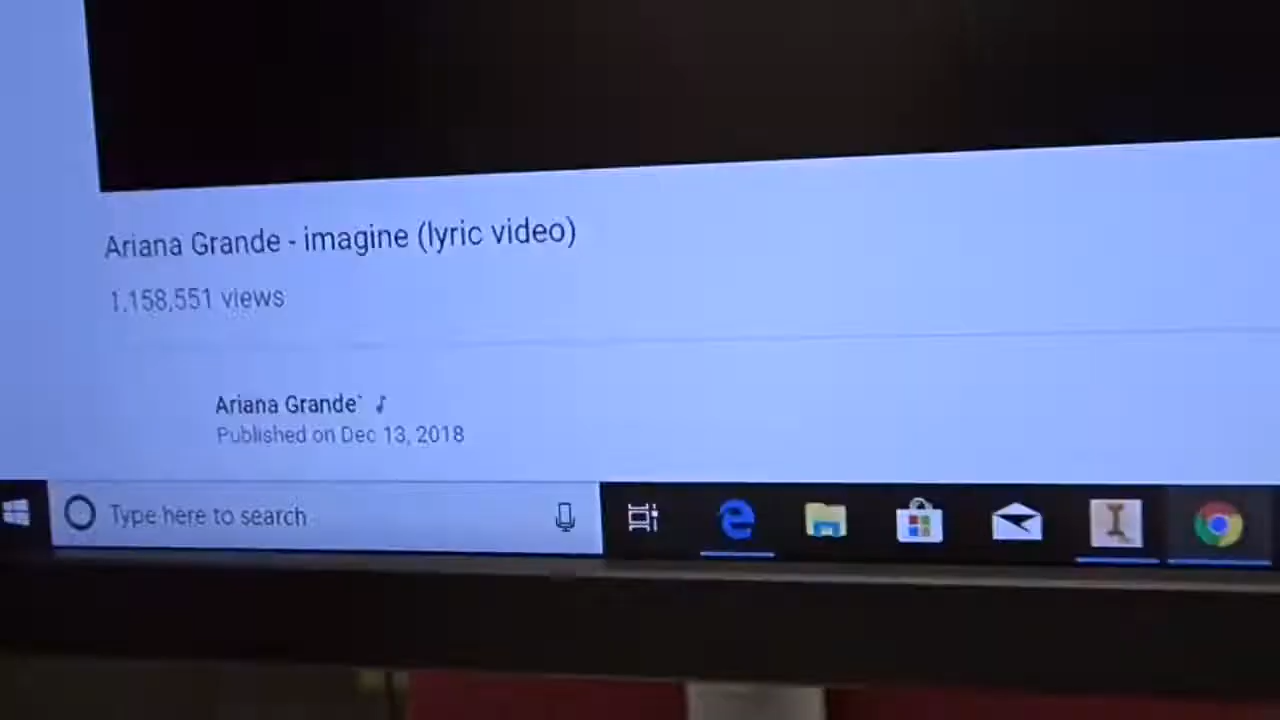 Ariana Grande - imagine (lyric video)
1,158,551 views
Ariana Grande
Published on Dec 13, 2018
Type here to search